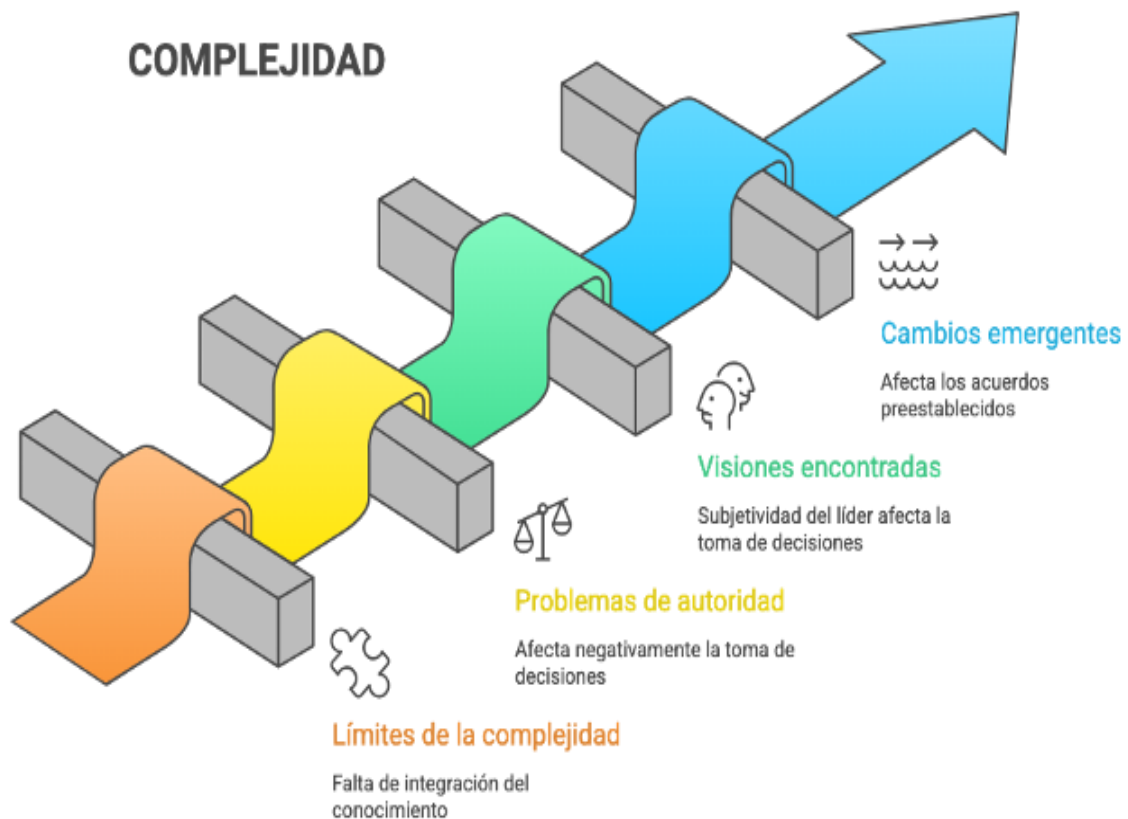 COMPLEJIDAD
Cambios emergentes
Afecta los acuerdos
preestablecidos
Visiones encontradas
Subjetividad del líder afecta la
toma de decisiones
Problemas de autoridad
Afecta negativamente la toma de
decisiones
Límites de la complejidad
Falta de integración del
conocimiento